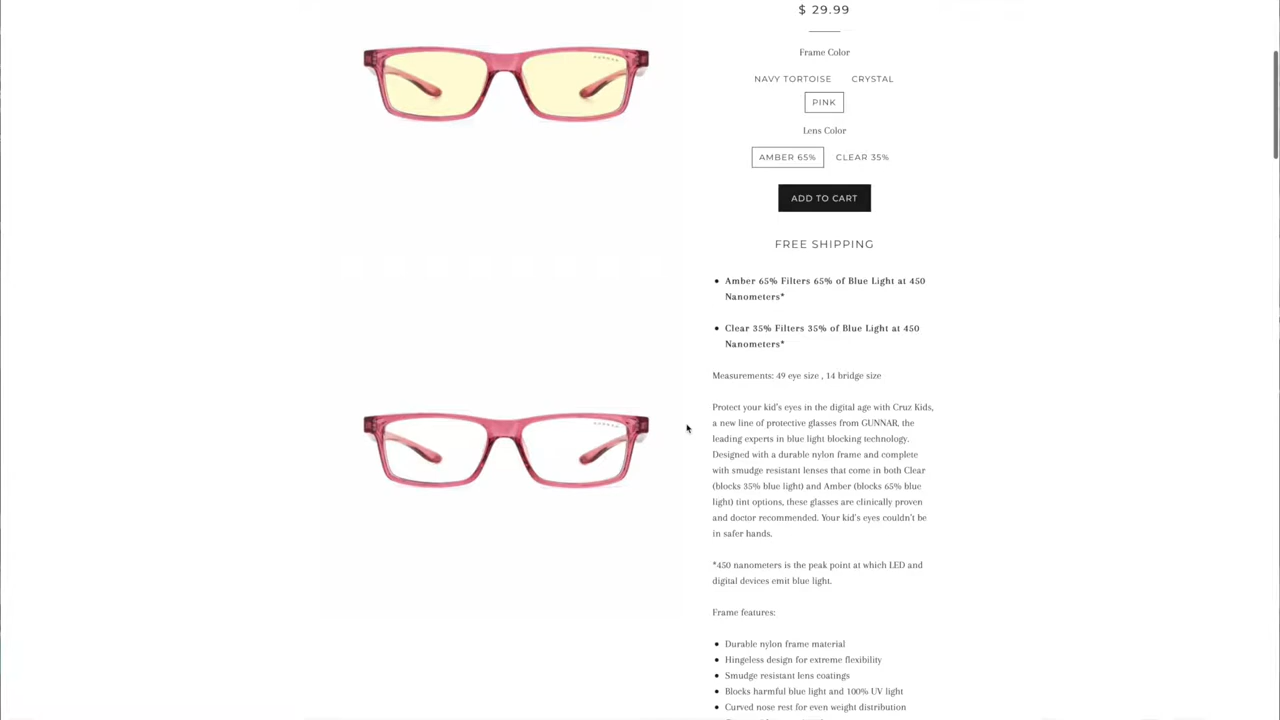 $ 29.99
Frame Color
NAVY TORTOISE CRYSTAL
PINK
Lens Color
AMBER 65% CLEAR 35%
ADD TO CART
FREE SHIPPING
• Amber 65% Filters 65% of Blue Light at 450
Nanometers*
• Clear 35% Filters 35% of Blue Light at 450
Nanometers*
Measurements: 49 eye size , 14 bridge size
Protect your kid's eyes in the digital age with Cruz Kids,
a new line of protective glasses from GUNNAR, the
leading experts in blue light blocking technology.
Designed with a durable nylon frame and complete
with smudge resistant lenses that come in both Clear
(blocks 35% blue light) and Amber (blocks 65% blue
light) tint options, these glasses are clinically proven
and doctor recommended. Your kid's eyes couldn't be
in safer hands.
*450 nanometers is the peak point at which LED and
digital devices emit blue light.
Frame features:
• Durable nylon frame material
• Hingeless design for extreme flexibility
• Smudge resistant lens coatings
• Blocks harmful blue light and 100% UV light
• Curved nose rest for even weight distribution